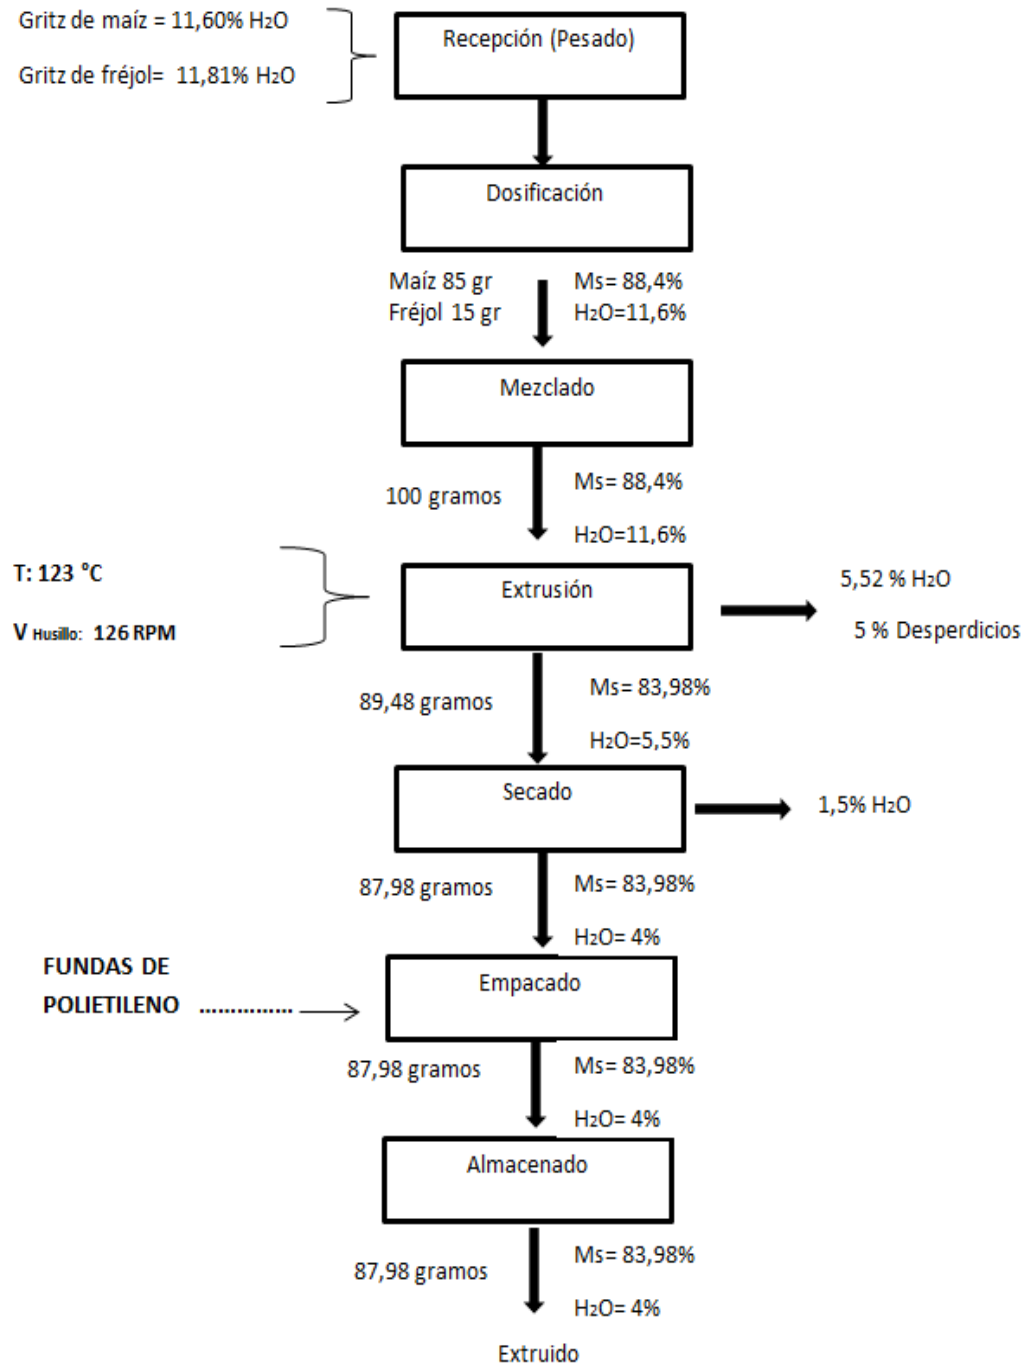 Gritz de maíz = 11,60% H₂O
Gritz de fréjol= 11,81% H₂O
Recepción (Pesado)
Dosificación
Maíz 85 gr
Fréjol 15 gr
Ms= 88,4%
H₂O=11,6%
Mezclado
100 gramos
Ms= 88,4%
H₂O=11,6%
T: 123 °C
V Husillo: 126 RPM
Extrusión
5,52 % H₂O
5 % Desperdicios
89,48 gramos
Ms= 83,98%
H₂O=5,5%
Secado
1,5% H₂O
87,98 gramos
Ms= 83,98%
H₂O= 4%
FUNDAS DE
POLIETILENO ...............
Empacado
87,98 gramos
Ms= 83,98%
H₂O= 4%
Almacenado
87,98 gramos
Ms= 83,98%
H₂O= 4%
Extruido